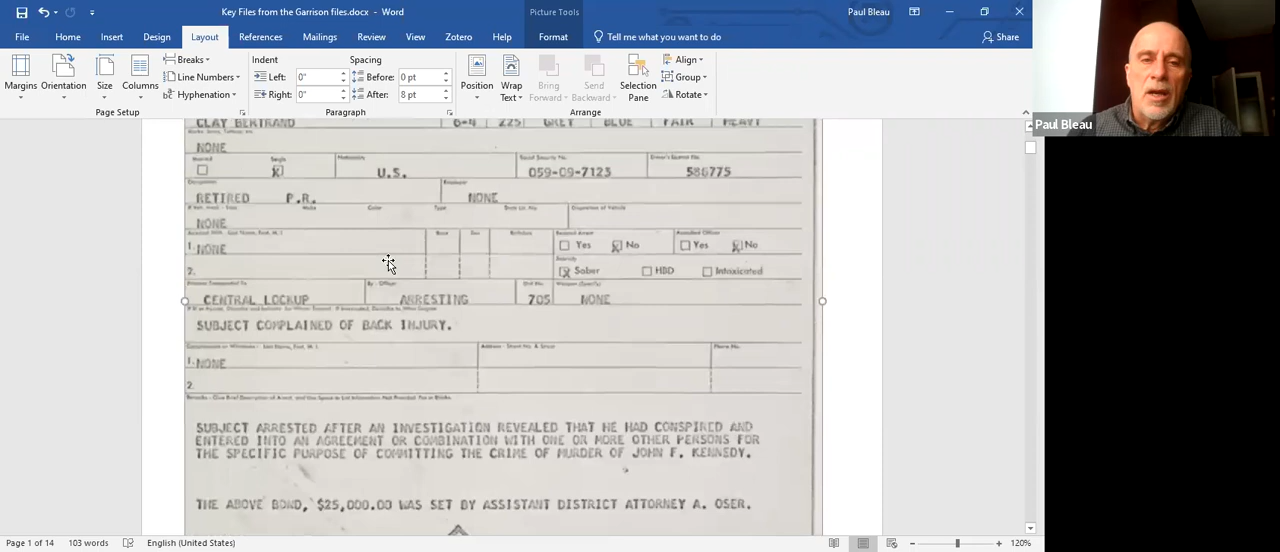 Key Files from the Garrison files.docx - Word
Picture Tools
Paul Bleau
File Home Insert Design Layout References Mailings Review View Zotero Help Format Tell me what you want to do Share
Margins Orientation Size Columns Breaks Line Numbers Hyphenation
Page Setup
Indent Left: 0" Right: 0"
Spacing Before: 0 pt After: 8 pt
Paragraph
Position Wrap Text Bring Forward Send Backward Selection Pane Align Group Rotate
Arrange
Paul Bleau
CLAY BERTRAND 6-4 225 GREY BLUE FAIR HEAVY
NONE
U.S. 059-09-7123 586775
RETIRED P.R. NONE
NONE
1. NONE Yes No Yes No
2. Sober HBD Intoxicated
CENTRAL LOCKUP ARRESTING 705 NONE
SUBJECT COMPLAINED OF BACK INJURY.
1. NONE
2.
SUBJECT ARRESTED AFTER AN INVESTIGATION REVEALED THAT HE HAD CONSPIRED AND
ENTERED INTO AN AGREEMENT OR COMBINATION WITH ONE OR MORE OTHER PERSONS FOR
THE SPECIFIC PURPOSE OF COMMITTING THE CRIME OF MURDER OF JOHN F. KENNEDY.
THE ABOVE BOND, $25,000.00 WAS SET BY ASSISTANT DISTRICT ATTORNEY A. OSER.
Page 1 of 14 103 words English (United States) 120%